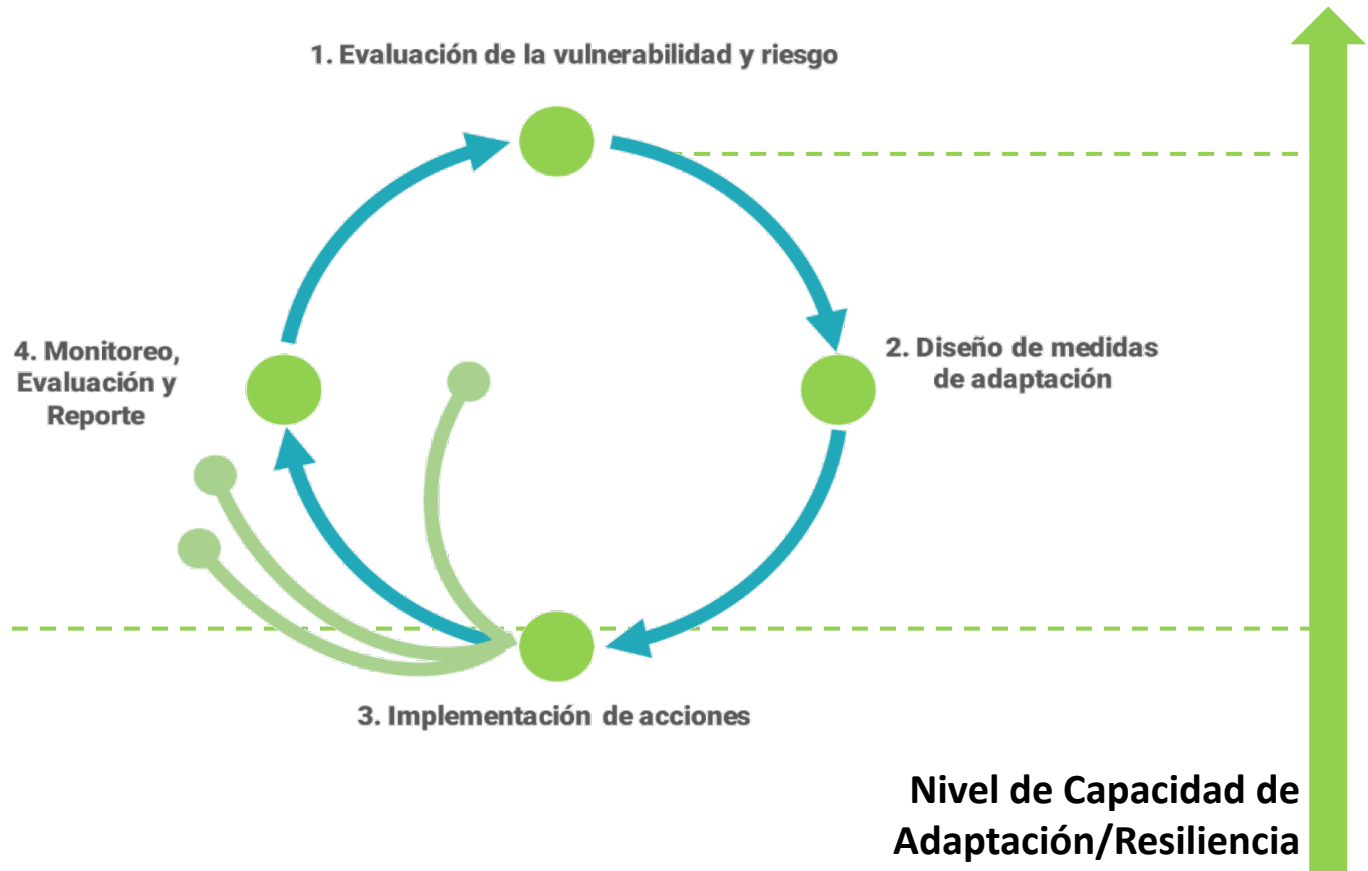 1. Evaluación de la vulnerabilidad y riesgo
4. Monitoreo,
Evaluación y
Reporte
2. Diseño de medidas
de adaptación
3. Implementación de acciones
Nivel de Capacidad de
Adaptación/Resiliencia